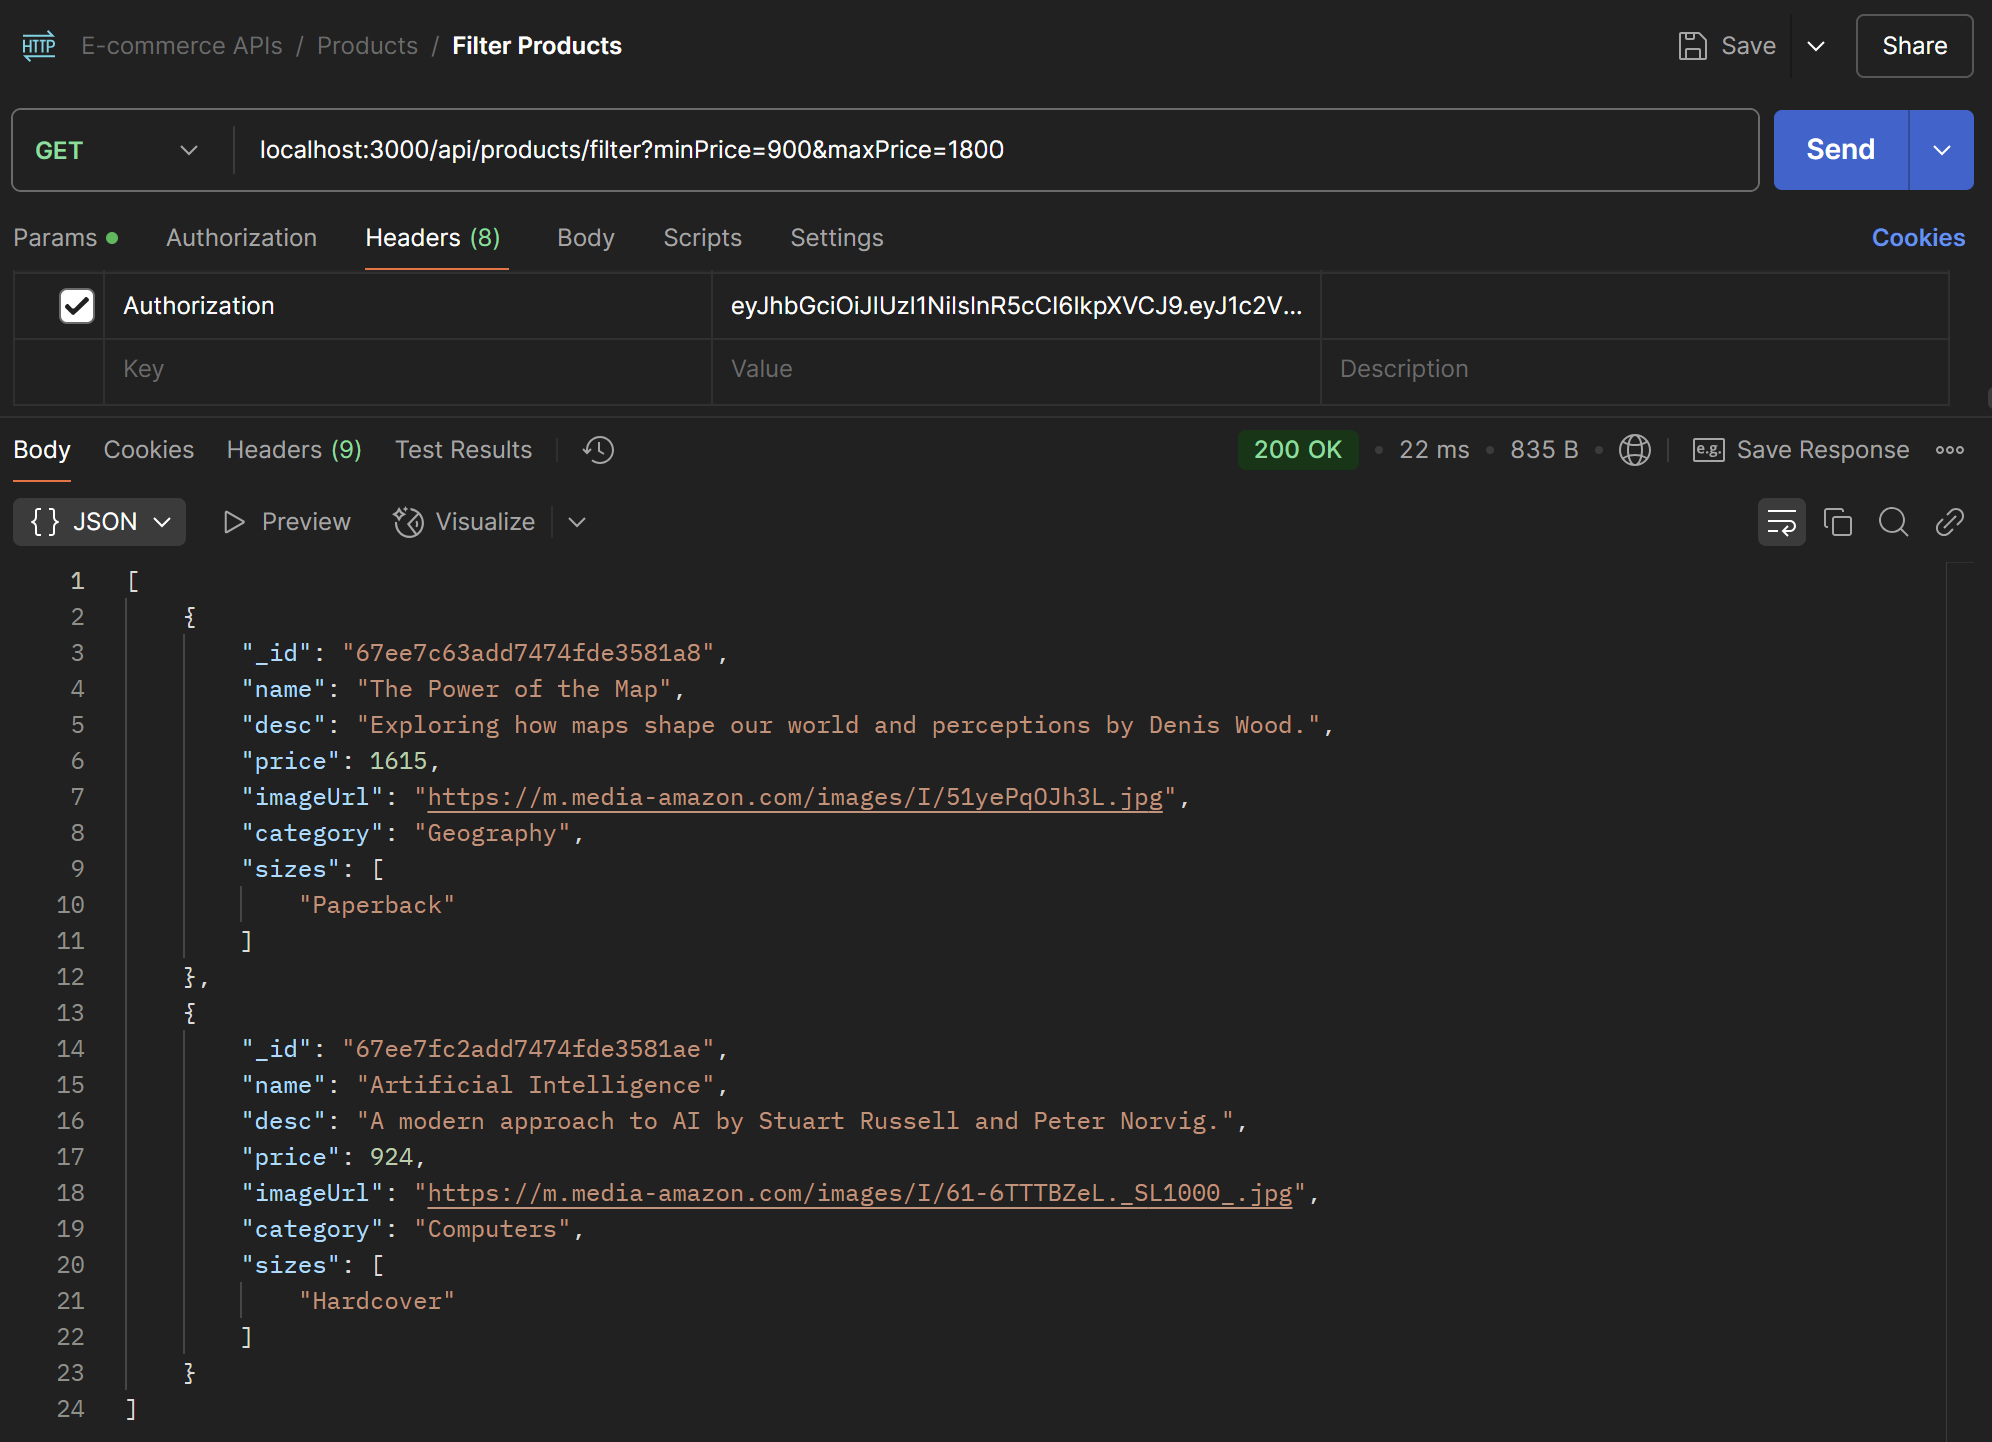 HTTP E-commerce APIs / Products / Filter Products Save Share
GET localhost:3000/api/products/filter?minPrice=900&maxPrice=1800 Send
Params Authorization Headers (8) Body Scripts Settings Cookies
Authorization eyJhbGciOiJIUzI1NiIsInR5cCI6IkpXVCJ9.eyJ1c2V...
Key Value Description
Body Cookies Headers (9) Test Results 200 OK • 22 ms • 835 B • e.g. Save Response
{} JSON Preview Visualize
1 [
2 {
3 "_id": "67ee7c63add7474fde3581a8",
4 "name": "The Power of the Map",
5 "desc": "Exploring how maps shape our world and perceptions by Denis Wood.",
6 "price": 1615,
7 "imageUrl": "https://m.media-amazon.com/images/I/51yePqOJh3L.jpg",
8 "category": "Geography",
9 "sizes": [
10 "Paperback"
11 ]
12 },
13 {
14 "_id": "67ee7fc2add7474fde3581ae",
15 "name": "Artificial Intelligence",
16 "desc": "A modern approach to AI by Stuart Russell and Peter Norvig.",
17 "price": 924,
18 "imageUrl": "https://m.media-amazon.com/images/I/61-6TTTBZeL._SL1000_.jpg",
19 "category": "Computers",
20 "sizes": [
21 "Hardcover"
22 ]
23 }
24 ]